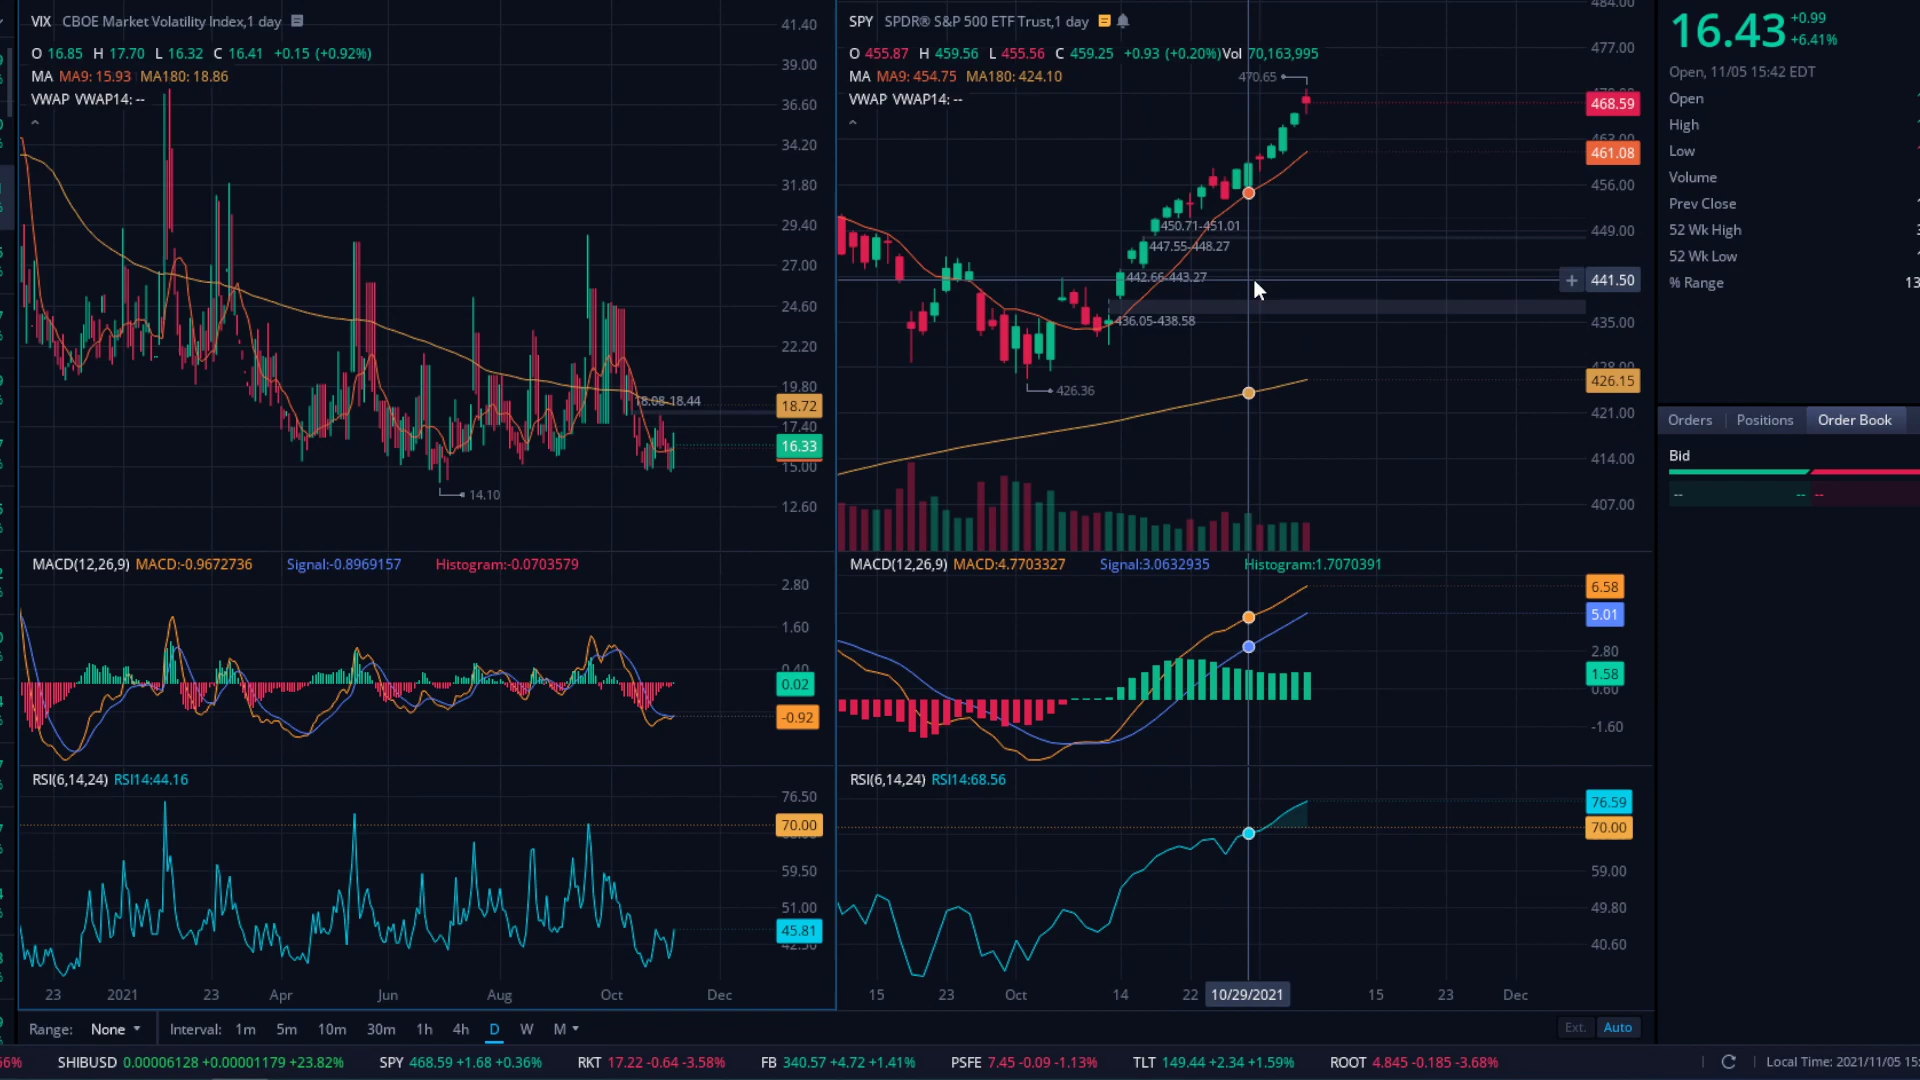 VIX CBOE Market Volatility Index,1 day
O 16.85 H 17.70 L 16.32 C 16.41 +0.15 (+0.92%)
MA MA9: 15.93 MA180: 18.86
VWAP VWAP14: --
41.40
39.00
36.60
34.20
31.80
29.40
27.00
24.60
22.20
19.80
18.72
17.40
16.33
15.00
12.60
18.08-18.44
14.10
MACD(12,26,9) MACD:-0.9672736 Signal:-0.8969157 Histogram:-0.0703579
2.80
1.60
0.40
0.02
-0.92
RSI(6,14,24) RSI14:44.16
76.50
70.00
59.50
51.00
45.81
42.50
23 2021 23 Apr Jun Aug Oct Dec
SPY SPDR® S&P 500 ETF Trust,1 day
O 455.87 H 459.56 L 455.56 C 459.25 +0.93 (+0.20%)Vol 70,163,995
MA MA9: 454.75 MA180: 424.10
VWAP VWAP14: --
470.65
450.71-451.01
447.55-448.27
442.66-443.27
436.05-438.58
426.36
484.00
477.00
468.59
463.00
461.08
456.00
449.00
+ 441.50
435.00
428.00
426.15
421.00
414.00
407.00
MACD(12,26,9) MACD:4.7703327 Signal:3.0632935 Histogram:1.7070391
6.58
5.01
2.80
1.58
0.60
-1.60
RSI(6,14,24) RSI14:68.56
76.59
70.00
59.00
49.80
40.60
15 23 Oct 14 22 10/29/2021 15 23 Dec
16.43 +0.99
+6.41%
Open, 11/05 15:42 EDT
Open
High
Low
Volume
Prev Close
52 Wk High
52 Wk Low
% Range 13
Orders Positions Order Book
Bid
-- -- --
Range: None Interval: 1m 5m 10m 30m 1h 4h D W M Ext. Auto
56% SHIBUSD 0.00006128 +0.00001179 +23.82% SPY 468.59 +1.68 +0.36% RKT 17.22 -0.64 -3.58% FB 340.57 +4.72 +1.41% PSFE 7.45 -0.09 -1.13% TLT 149.44 +2.34 +1.59% ROOT 4.845 -0.185 -3.68% Local Time: 2021/11/05 15: